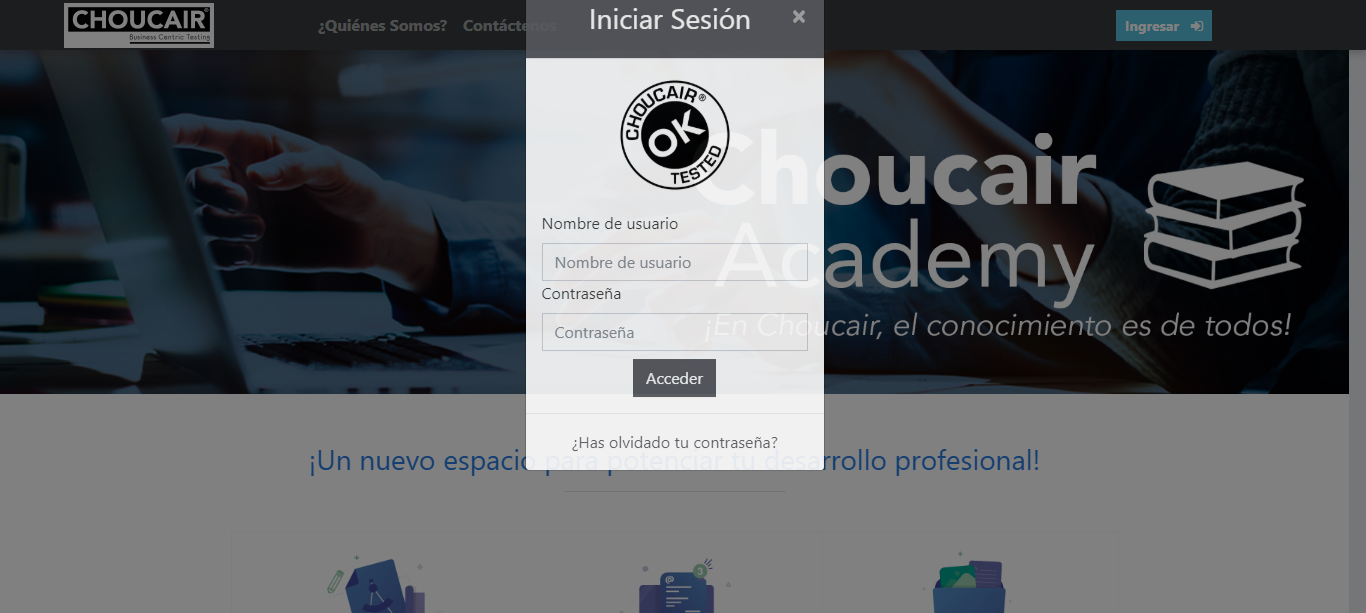 CHOUCAIR®
Business Centric Testing
¿Quiénes Somos?
Contáctenos
Iniciar Sesión
×
Ingresar
CHOUCAIR®
OK
TESTED
Choucair
Academy
¡En Choucair, el conocimiento es de todos!
Nombre de usuario
Nombre de usuario
Contraseña
Contraseña
Acceder
¿Has olvidado tu contraseña?
¡Un nuevo espacio para potenciar tu desarrollo profesional!
3